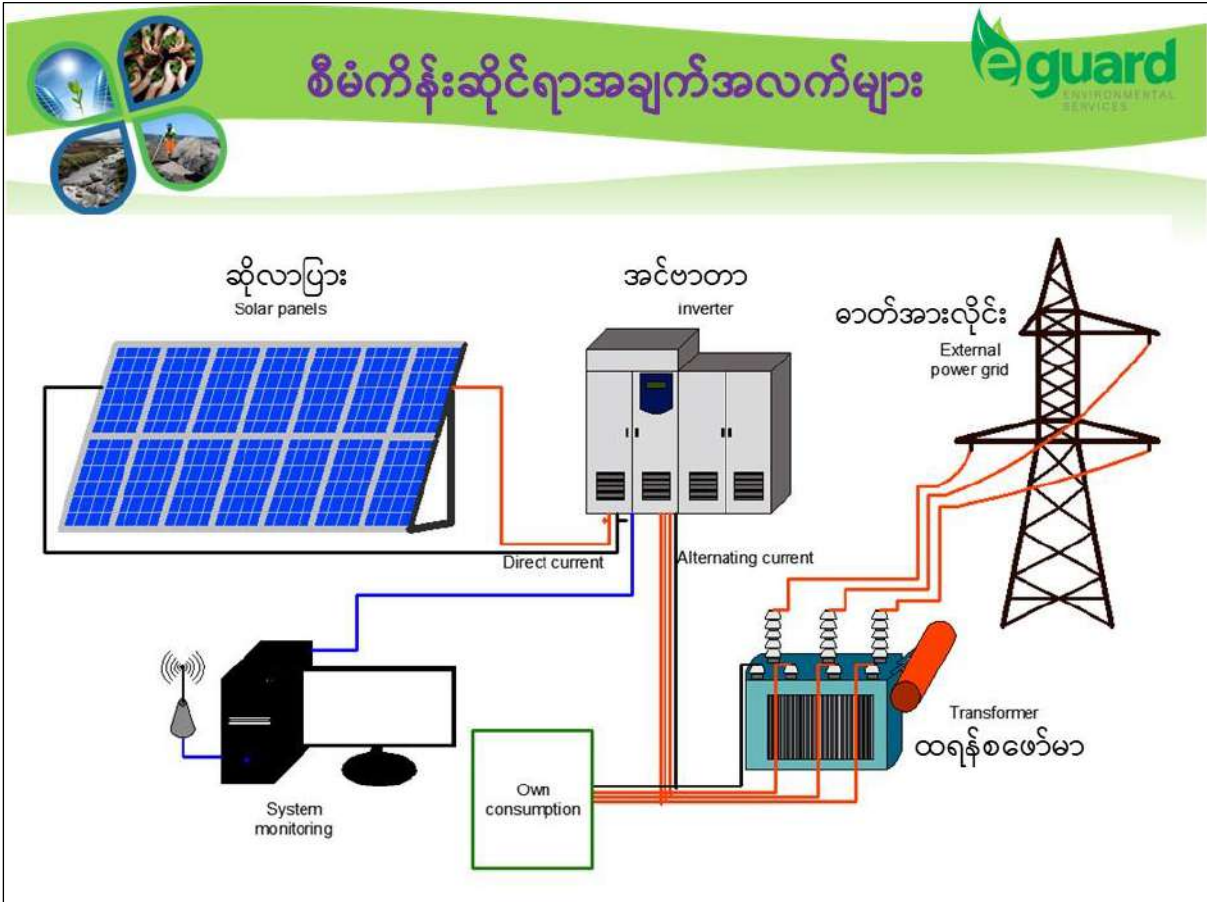 စီမံကိန်းဆိုင်ရာအချက်အလက်များ
eguard
ENVIRONMENTAL
SERVICES
ဆိုလာပြား
Solar panels
အင်ဗာတာ
inverter
ဓာတ်အားလိုင်း
External
power grid
Direct current
Alternating current
Transformer
ထရန်စဖော်မာ
Own
consumption
System
monitoring